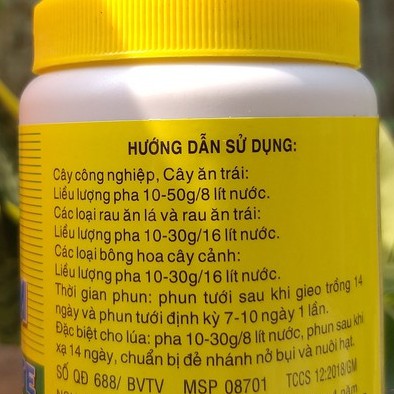 HƯỚNG DẪN SỬ DỤNG:
Cây công nghiệp, Cây ăn trái:
Liều lượng pha 10-50g/8 lít nước.
Các loại rau ăn lá và rau ăn trái:
Liều lượng pha 10-30g/16 lít nước.
Các loại bông hoa cây cảnh:
Liều lượng pha 10-30g/16 lít nước.
Thời gian phun: phun tưới sau khi gieo trồng 14
ngày và phun tưới định kỳ 7-10 ngày 1 lần.
Đặc biệt cho lúa: pha 10-30g/8 lít nước, phun sau khi
xạ 14 ngày, chuẩn bị đẻ nhánh nở bụi và nuôi hạt.
SỐ QĐ 688/ BVTV MSP 08701 TCCS 12:2018/GM
năm